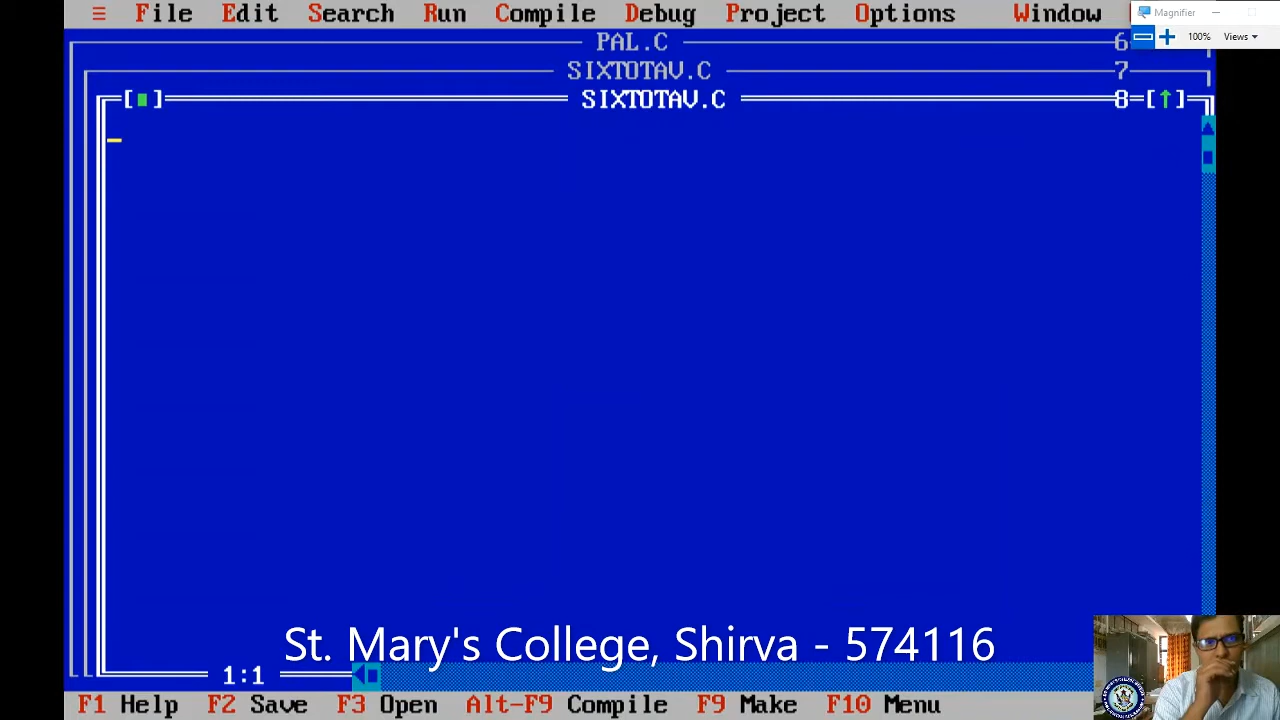 ≡ File Edit Search Run Compile Debug Project Options Window
Magnifier
100% Views
PAL.C 6
SIXTOTAV.C 7
[■] SIXTOTAV.C 8=[↑]
St. Mary's College, Shirva - 574116
1:1
F1 Help F2 Save F3 Open Alt-F9 Compile F9 Make F10 Menu